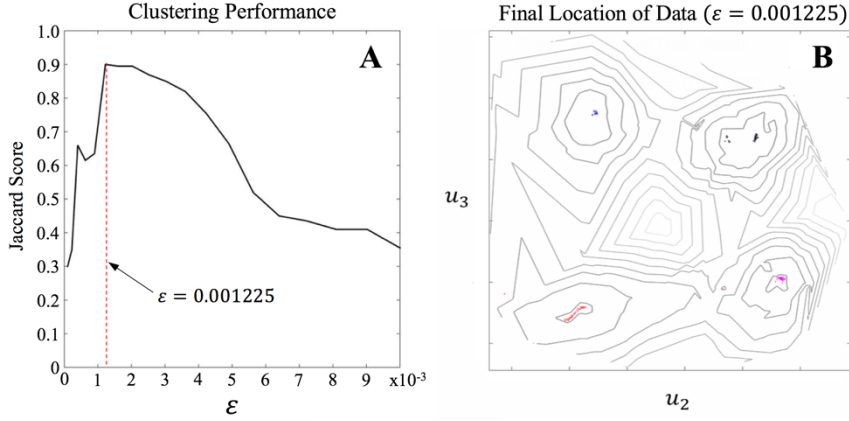 Clustering Performance
A
Jaccard Score
1.0
0.9
0.8
0.7
0.6
0.5
0.4
0.3
0.2
0.1
0
ε = 0.001225
0 1 2 3 4 5 6 7 8 9 x10⁻³
ε
Final Location of Data (ε = 0.001225)
B
u₃
u₂